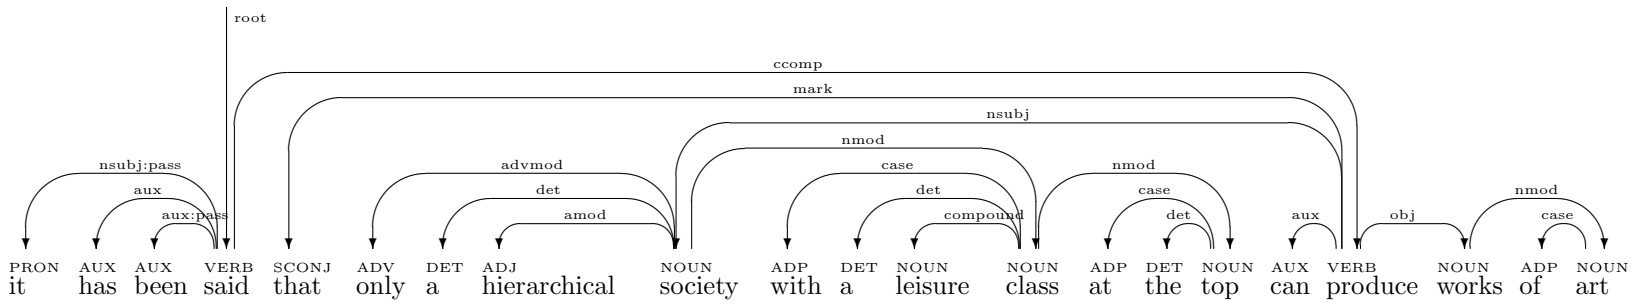 root
ccomp
mark
nsubj
nmod
nsubj:pass advmod case nmod
aux det det case nmod
aux:pass amod compound det aux obj case
PRON AUX AUX VERB SCONJ ADV DET ADJ NOUN ADP DET NOUN NOUN ADP DET NOUN AUX VERB NOUN ADP NOUN
it has been said that only a hierarchical society with a leisure class at the top can produce works of art